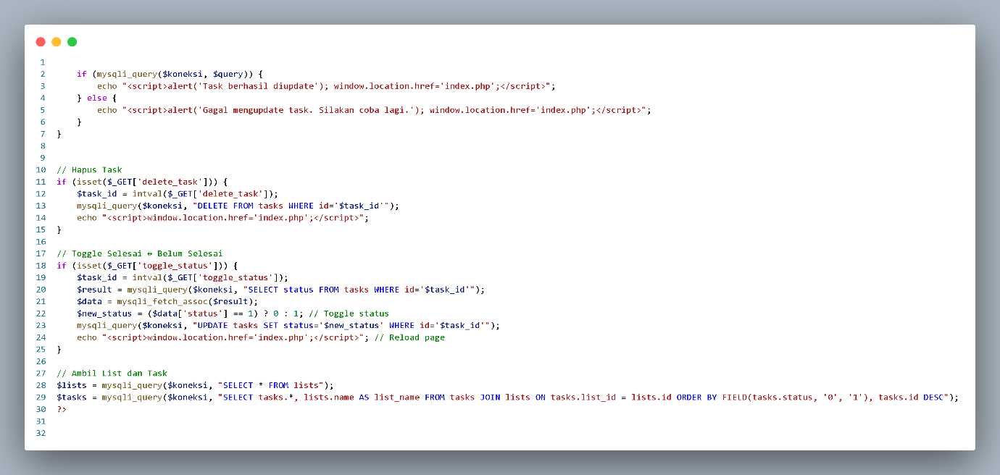 1
2 if (mysqli_query($koneksi, $query)) {
3 echo "<script>alert('Task berhasil diupdate'); window.location.href='index.php';</script>";
4 } else {
5 echo "<script>alert('Gagal mengupdate task. Silakan coba lagi.'); window.location.href='index.php';</script>";
6 }
7 }
8
9
10 // Hapus Task
11 if (isset($_GET['delete_task'])) {
12 $task_id = intval($_GET['delete_task']);
13 mysqli_query($koneksi, "DELETE FROM tasks WHERE id='$task_id'");
14 echo "<script>window.location.href='index.php';</script>";
15 }
16
17 // Toggle Selesai ↔ Belum Selesai
18 if (isset($_GET['toggle_status'])) {
19 $task_id = intval($_GET['toggle_status']);
20 $result = mysqli_query($koneksi, "SELECT status FROM tasks WHERE id='$task_id'");
21 $data = mysqli_fetch_assoc($result);
22 $new_status = ($data['status'] == 1) ? 0 : 1; // Toggle status
23 mysqli_query($koneksi, "UPDATE tasks SET status='$new_status' WHERE id='$task_id'");
24 echo "<script>window.location.href='index.php';</script>"; // Reload page
25 }
26
27 // Ambil List dan Task
28 $lists = mysqli_query($koneksi, "SELECT * FROM lists");
29 $tasks = mysqli_query($koneksi, "SELECT tasks.*, lists.name AS list_name FROM tasks JOIN lists ON tasks.list_id = lists.id ORDER BY FIELD(tasks.status, '0', '1'), tasks.id DESC");
30 ?>
31
32